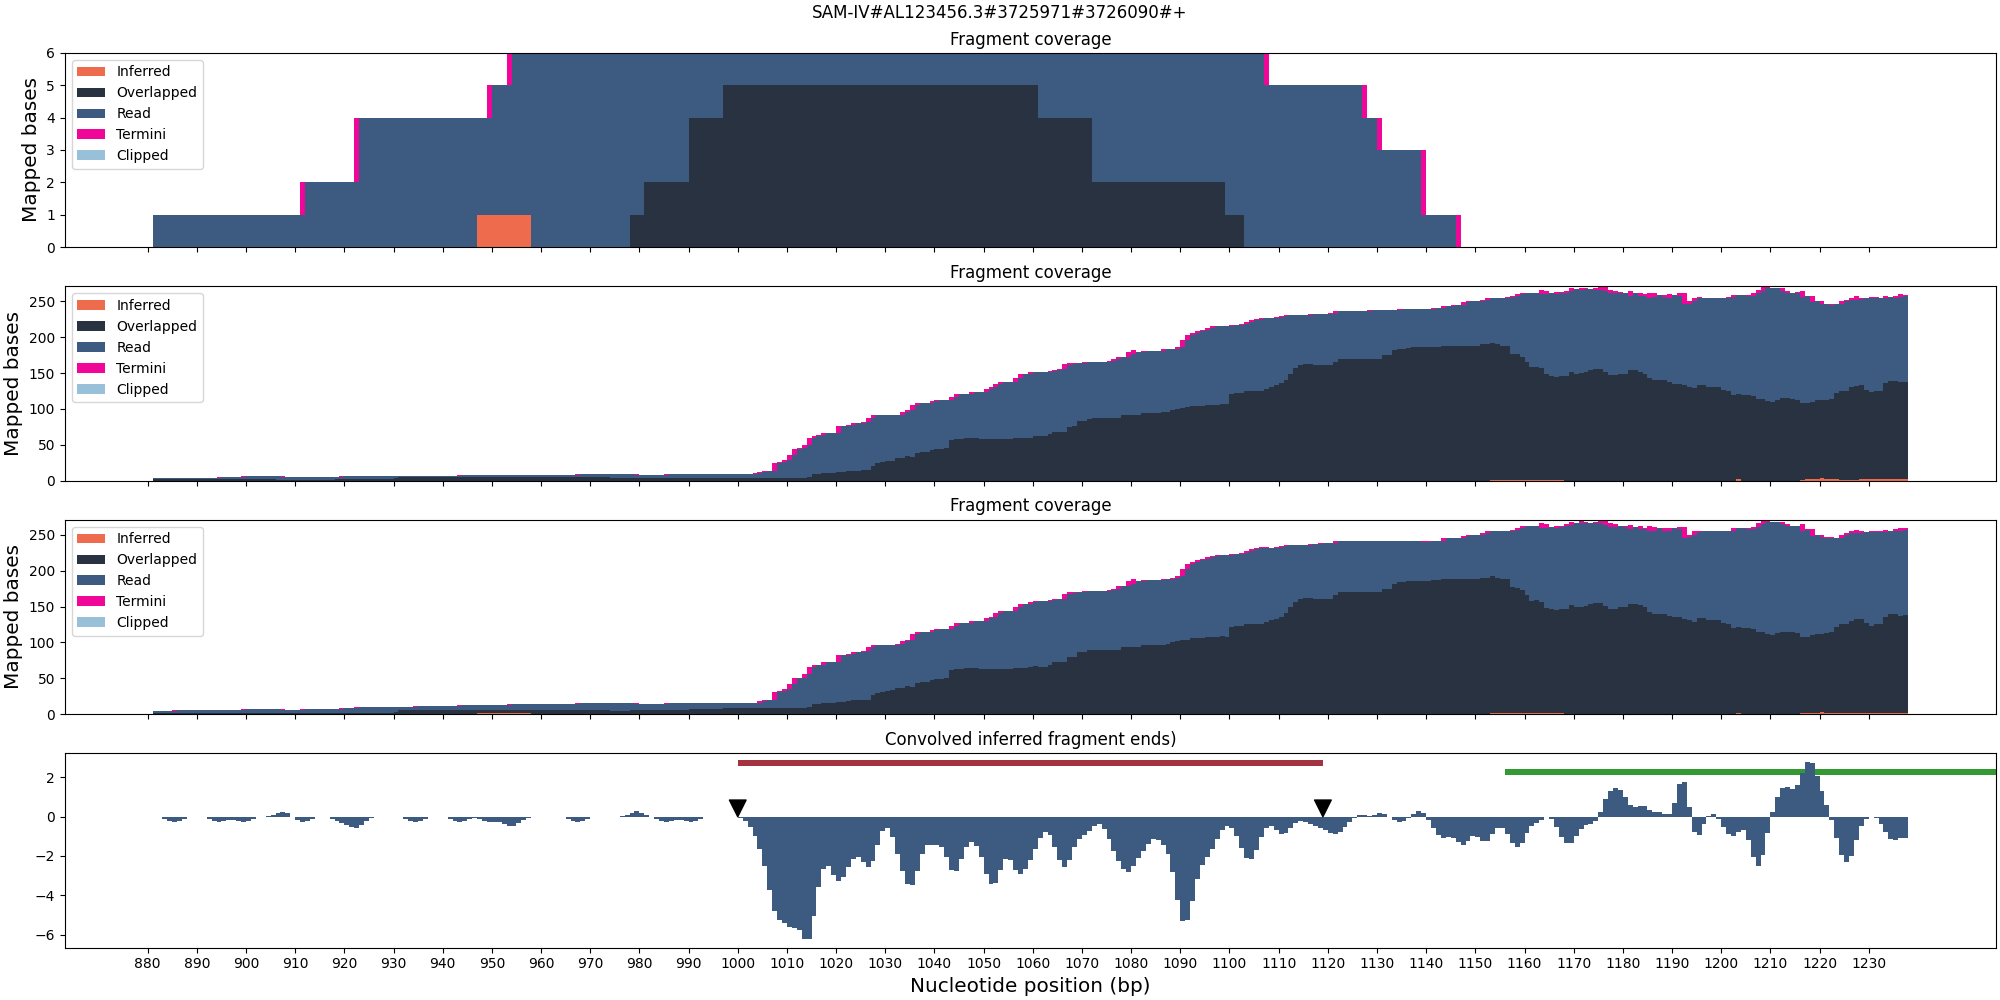 SAM-IV#AL123456.3#3725971#3726090#+
Fragment coverage
Mapped bases
6
5
4
3
2
1
0
Inferred
Overlapped
Read
Termini
Clipped
Fragment coverage
Mapped bases
250
200
150
100
50
0
Inferred
Overlapped
Read
Termini
Clipped
Fragment coverage
Mapped bases
250
200
150
100
50
0
Inferred
Overlapped
Read
Termini
Clipped
Convolved inferred fragment ends)
2
0
−2
−4
−6
880 890 900 910 920 930 940 950 960 970 980 990 1000 1010 1020 1030 1040 1050 1060 1070 1080 1090 1100 1110 1120 1130 1140 1150 1160 1170 1180 1190 1200 1210 1220 1230
Nucleotide position (bp)